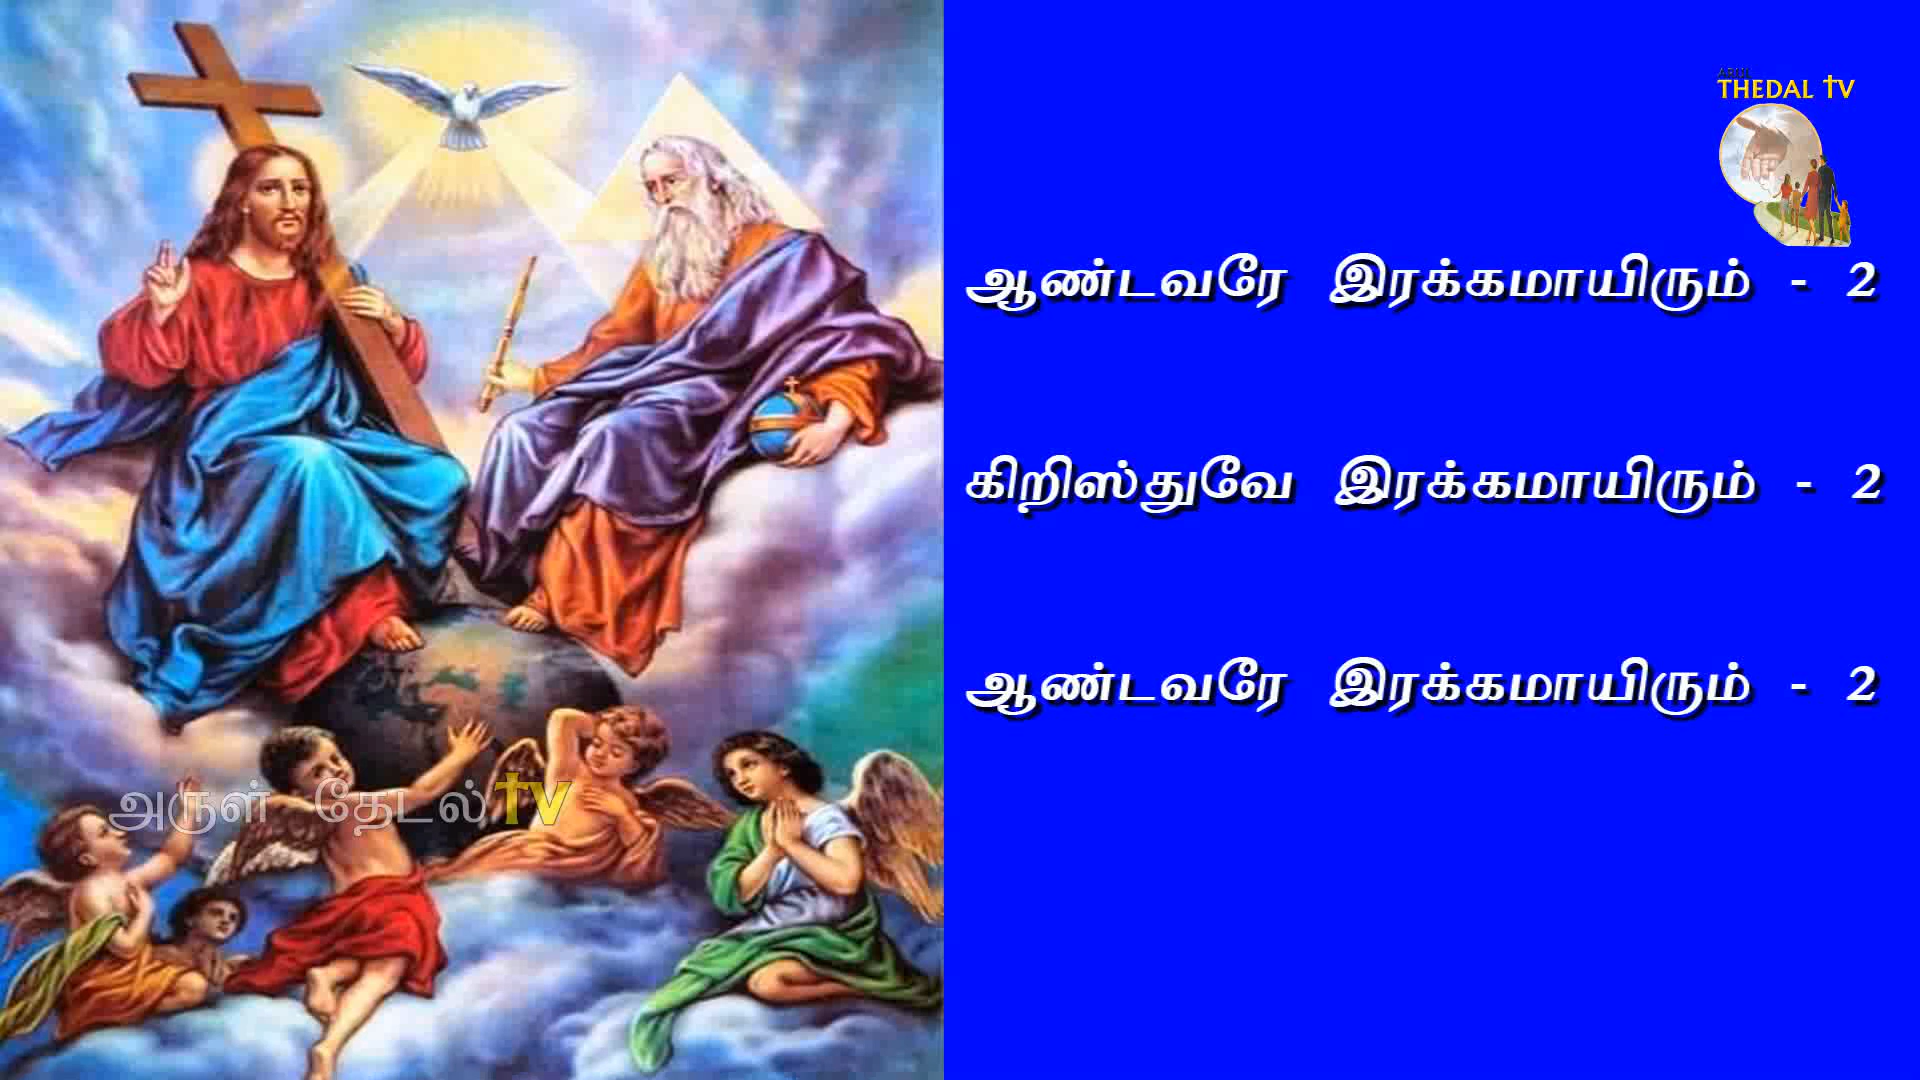 THEDAL TV
ஆண்டவரே இரக்கமாயிரும் - 2
கிறிஸ்துவே இரக்கமாயிரும் - 2
ஆண்டவரே இரக்கமாயிரும் - 2
அருள் தேடல் TV